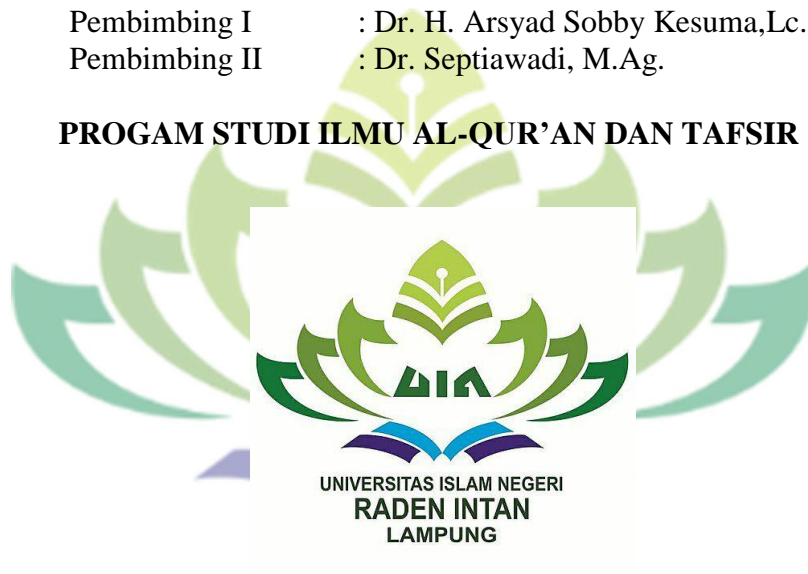 Pembimbing I : Dr. H. Arsyad Sobby Kesuma,Lc.
Pembimbing II : Dr. Septiawadi, M.Ag.
PROGAM STUDI ILMU AL-QUR’AN DAN TAFSIR
UIN
UNIVERSITAS ISLAM NEGERI
RADEN INTAN
LAMPUNG